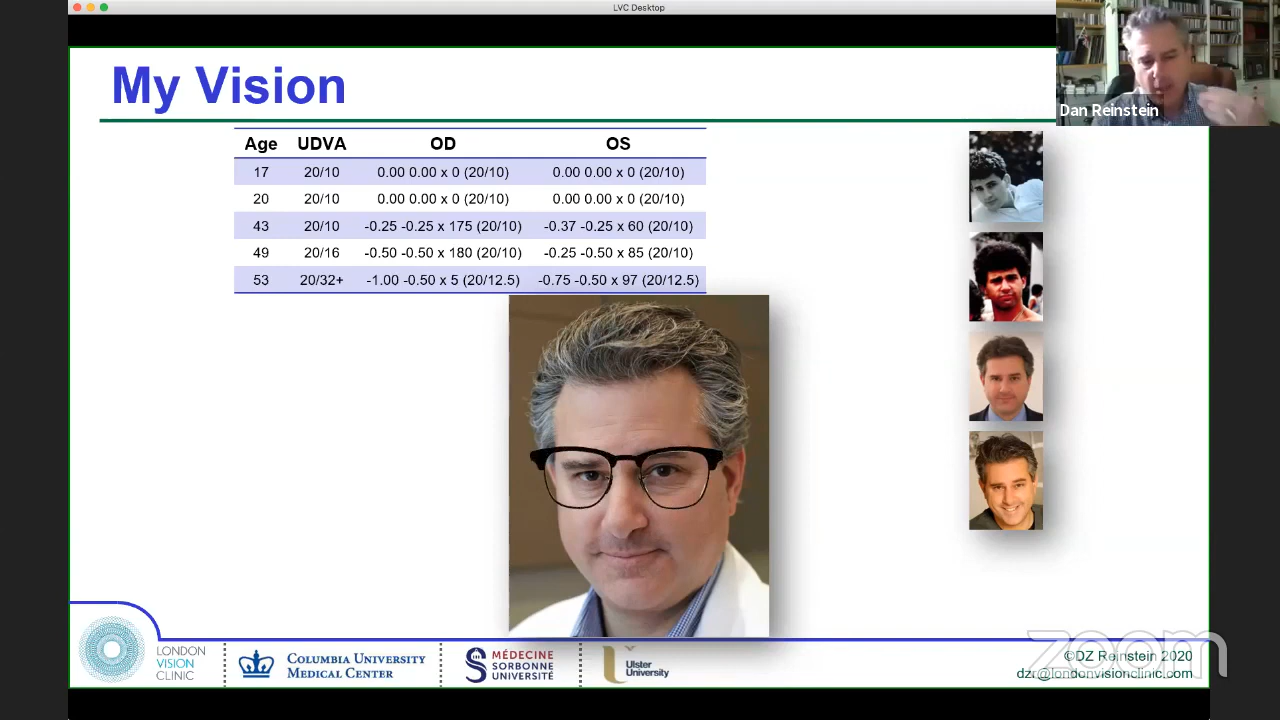 LVC Desktop
My Vision
Dan Reinstein
Age UDVA OD OS
17 20/10 0.00 0.00 x 0 (20/10) 0.00 0.00 x 0 (20/10)
20 20/10 0.00 0.00 x 0 (20/10) 0.00 0.00 x 0 (20/10)
43 20/10 -0.25 -0.25 x 175 (20/10) -0.37 -0.25 x 60 (20/10)
49 20/16 -0.50 -0.50 x 180 (20/10) -0.25 -0.50 x 85 (20/10)
53 20/32+ -1.00 -0.50 x 5 (20/12.5) -0.75 -0.50 x 97 (20/12.5)
LONDON
VISION
CLINIC
COLUMBIA UNIVERSITY
MEDICAL CENTER
MÉDECINE
SORBONNE
UNIVERSITÉ
Ulster
University
©DZ Reinstein 2020
dzr@londonvisionclinic.com
zoom